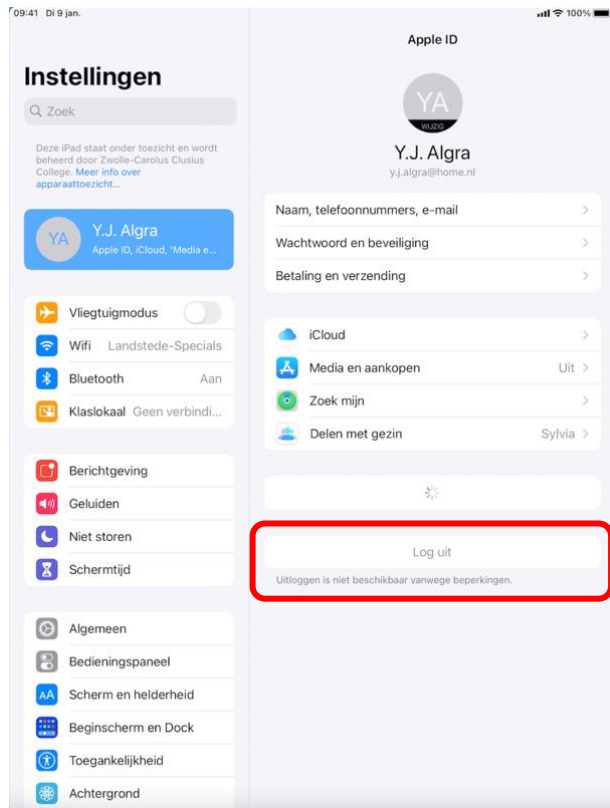 09:41 Di 9 jan.
100%
Instellingen
Zoek
Deze iPad staat onder toezicht en wordt
beheerd door Zwolle-Carolus Clusius
College. Meer info over
apparaattoezicht...
YA
Y.J. Algra
Apple ID, iCloud, 'Media e...
Vliegtuigmodus
Wifi Landstede-Specials
Bluetooth Aan
Klaslokaal Geen verbindi...
Berichtgeving
Geluiden
Niet storen
Schermtijd
Algemeen
Bedieningspaneel
AA Scherm en helderheid
Beginscherm en Dock
Toegankelijkheid
Achtergrond
Apple ID
YA
WIJZIG
Y.J. Algra
y.j.algra@home.nl
Naam, telefoonnummers, e-mail
Wachtwoord en beveiliging
Betaling en verzending
iCloud
Media en aankopen Uit
Zoek mijn
Delen met gezin Sylvia
Log uit
Uitloggen is niet beschikbaar vanwege beperkingen.